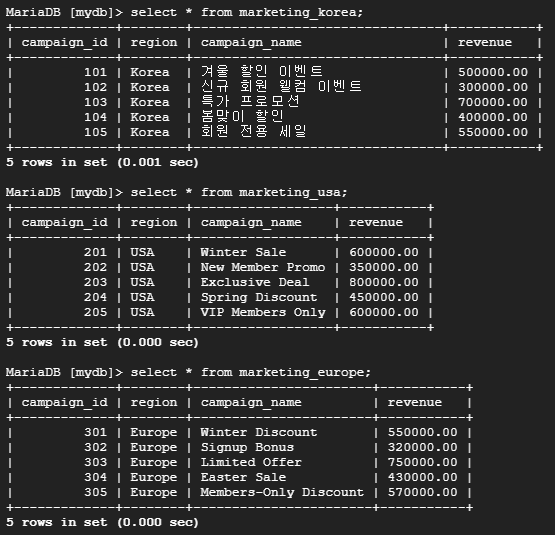 MariaDB [mydb]> select * from marketing_korea;
+-------------+--------+--------------------------------+-----------+
| campaign_id | region | campaign_name                  | revenue   |
+-------------+--------+--------------------------------+-----------+
|         101 | Korea  | 겨울 할인 이벤트 | 500000.00 |
|         102 | Korea  | 신규 회원 웰컴 이벤트 | 300000.00 |
|         103 | Korea  | 특가 프로모션 | 700000.00 |
|         104 | Korea  | 봄맞이 할인 | 400000.00 |
|         105 | Korea  | 회원 전용 세일 | 550000.00 |
+-------------+--------+--------------------------------+-----------+
5 rows in set (0.001 sec)
MariaDB [mydb]> select * from marketing_usa;
+-------------+--------+------------------+-----------+
| campaign_id | region | campaign_name    | revenue   |
+-------------+--------+------------------+-----------+
|         201 | USA    | Winter Sale      | 600000.00 |
|         202 | USA    | New Member Promo | 350000.00 |
|         203 | USA    | Exclusive Deal   | 800000.00 |
|         204 | USA    | Spring Discount  | 450000.00 |
|         205 | USA    | VIP Members Only | 600000.00 |
+-------------+--------+------------------+-----------+
5 rows in set (0.000 sec)
MariaDB [mydb]> select * from marketing_europe;
+-------------+--------+-----------------------+-----------+
| campaign_id | region | campaign_name         | revenue   |
+-------------+--------+-----------------------+-----------+
|         301 | Europe | Winter Discount       | 550000.00 |
|         302 | Europe | Signup Bonus          | 320000.00 |
|         303 | Europe | Limited Offer         | 750000.00 |
|         304 | Europe | Easter Sale           | 430000.00 |
|         305 | Europe | Members-Only Discount | 570000.00 |
+-------------+--------+-----------------------+-----------+
5 rows in set (0.000 sec)